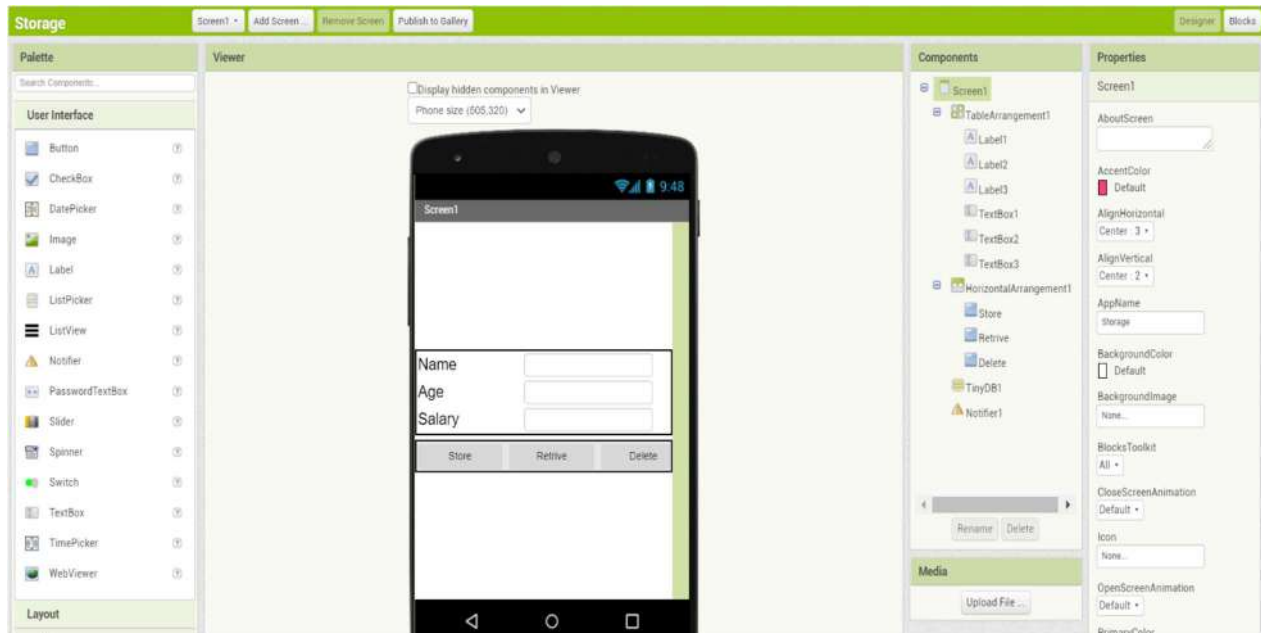 Storage
Screen1
Add Screen ...
Remove Screen
Publish to Gallery
Designer
Blocks
Palette
Search Components...
User Interface
Button
CheckBox
DatePicker
Image
Label
ListPicker
ListView
Notifier
PasswordTextBox
Slider
Spinner
Switch
TextBox
TimePicker
WebViewer
Layout
Viewer
Display hidden components in Viewer
Phone size (505,320)
9:48
Screen1
Name
Age
Salary
Store Retrive Delete
Components
Screen1
TableArrangement1
Label1
Label2
Label3
TextBox1
TextBox2
TextBox3
HorizontalArrangement1
Store
Retrive
Delete
TinyDB1
Notifier1
Rename Delete
Media
Upload File ...
Properties
Screen1
AboutScreen
AccentColor
Default
AlignHorizontal
Center : 3
AlignVertical
Center : 2
AppName
Storage
BackgroundColor
Default
BackgroundImage
None...
BlocksToolkit
All
CloseScreenAnimation
Default
Icon
None...
OpenScreenAnimation
Default
PrimaryColor